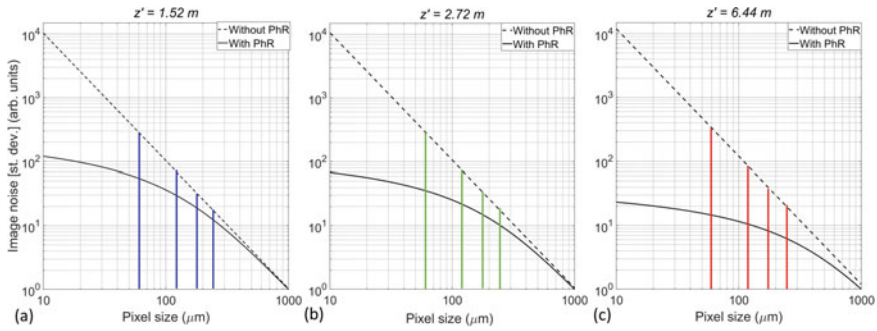 z' = 1.52 m
Without PhR
With PhR
Image noise [st. dev.] (arb. units)
10⁴
10³
10²
10¹
10⁰
10
100
1000
Pixel size (μm)
(a)
z' = 2.72 m
Without PhR
With PhR
10⁴
10³
10²
10¹
10⁰
10
100
1000
Pixel size (μm)
(b)
z' = 6.44 m
Without PhR
With PhR
10⁴
10³
10²
10¹
10⁰
10
100
1000
Pixel size (μm)
(c)